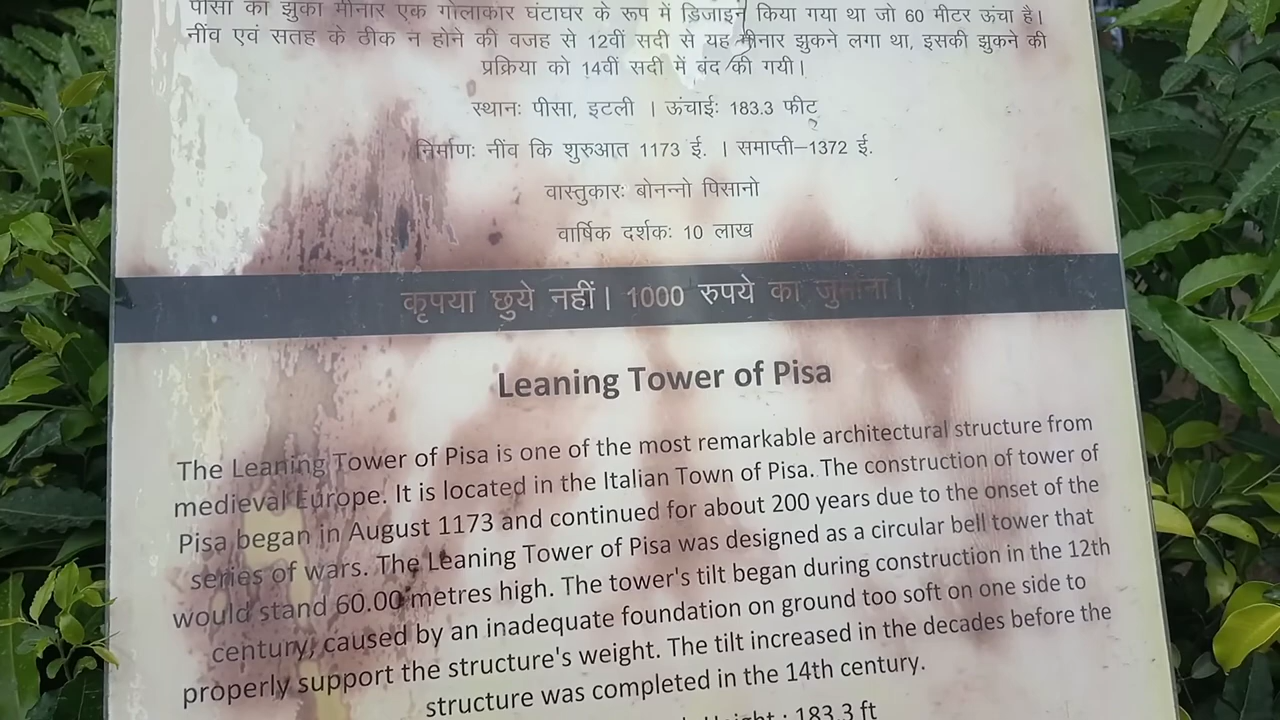 पीसा का झुका मीनार एक गोलाकार घंटाघर के रूप में डिजाइन किया गया था जो 60 मीटर ऊंचा है।
नींव एवं सतह के ठीक न होने की वजह से 12वीं सदी से यह मीनार झुकने लगा था, इसकी झुकने की
प्रक्रिया को 14वीं सदी में बंद की गयी।
स्थानः पीसा, इटली । ऊंचाईः 183.3 फीट
निर्माणः नींव कि शुरुआत 1173 ई. । समाप्ती–1372 ई.
वास्तुकारः बोनन्नो पिसानो
वार्षिक दर्शकः 10 लाख
कृपया छुये नहीं। 1000 रुपये का जुर्माना।
Leaning Tower of Pisa
The Leaning Tower of Pisa is one of the most remarkable architectural structure from
medieval Europe. It is located in the Italian Town of Pisa. The construction of tower of
Pisa began in August 1173 and continued for about 200 years due to the onset of the
series of wars. The Leaning Tower of Pisa was designed as a circular bell tower that
would stand 60.00 metres high. The tower's tilt began during construction in the 12th
century, caused by an inadequate foundation on ground too soft on one side to
properly support the structure's weight. The tilt increased in the decades before the
structure was completed in the 14th century.
Height : 183.3 ft